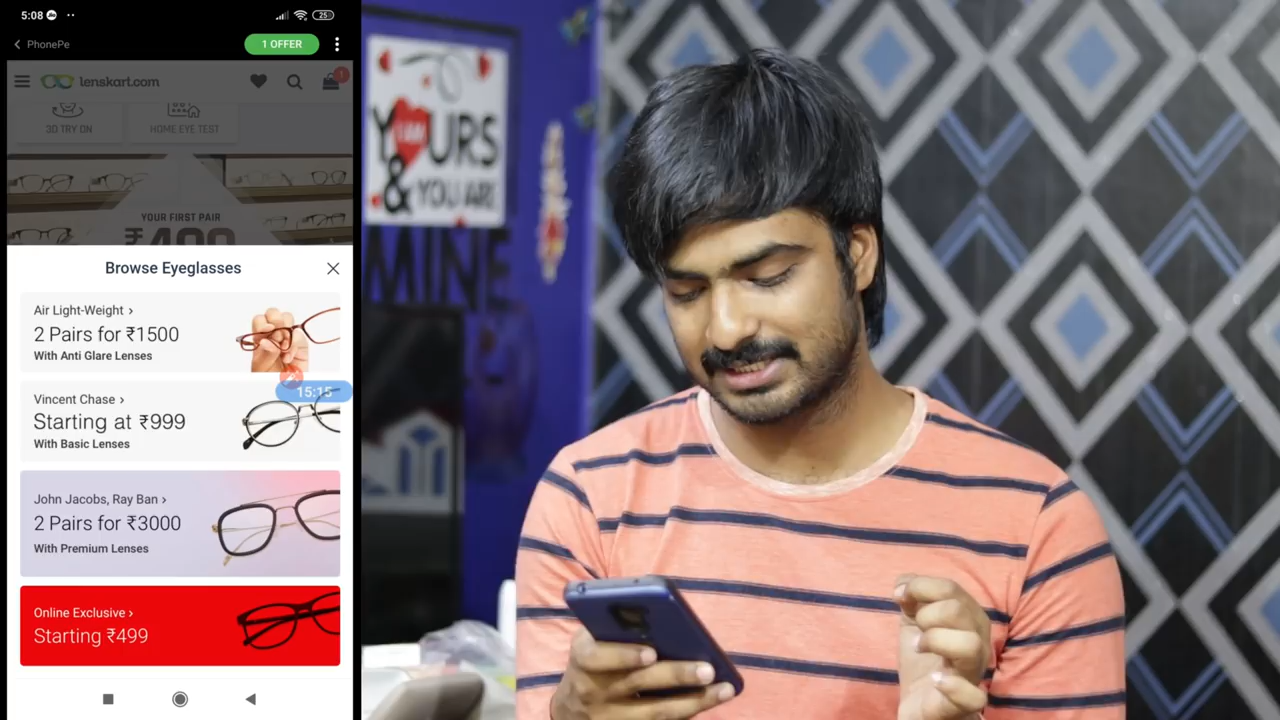 5:08
25
PhonePe
1 OFFER
lenskart.com
1
3D TRY ON
HOME EYE TEST
YOUR FIRST PAIR
Browse Eyeglasses
Air Light-Weight >
2 Pairs for ₹1500
With Anti Glare Lenses
15:15
Vincent Chase >
Starting at ₹999
With Basic Lenses
John Jacobs, Ray Ban >
2 Pairs for ₹3000
With Premium Lenses
Online Exclusive >
Starting ₹499
YOURS
I AM
& YOU ARE
MINE